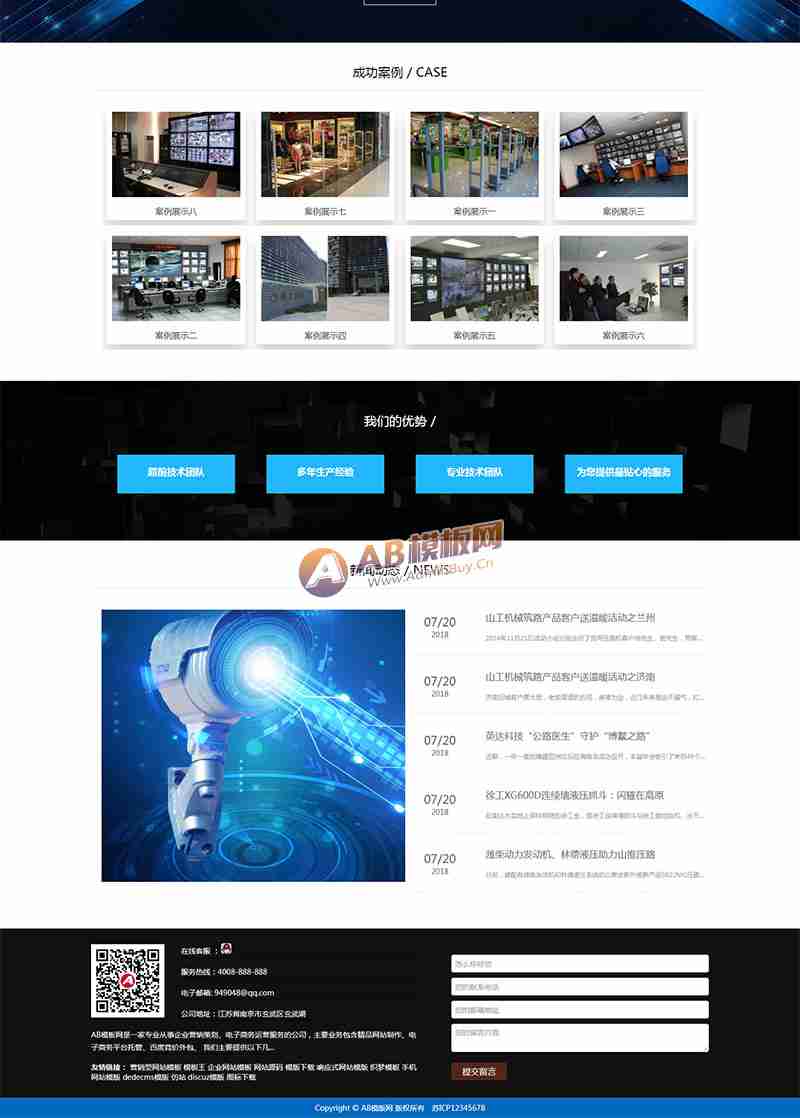 成功案例 / CASE
案例展示八
案例展示七
案例展示一
案例展示三
案例展示二
案例展示四
案例展示五
案例展示六
我们的优势 /
超前技术团队
多年生产经验
专业技术团队
为您提供最贴心的服务
AB模板网
www.AdminBuy.Cn
新闻动态 / NEWS
07/20
2018
山工机械筑路产品客户送温暖活动之兰州
07/20
2018
山工机械筑路产品客户送温暖活动之济南
07/20
2018
英达科技“公路医生”守护“博鳌之路”
07/20
2018
徐工XG600D连续墙液压抓斗:闪耀在高原
07/20
2018
潍柴动力发动机、林德液压助力山推压路
在线客服 :
服务热线 : 4008-888-888
电子邮箱: 949048@qq.com
公司地址 : 江苏省南京市玄武区玄武湖
AB模板网是一家专业从事企业营销策划、电子商务运营服务的公司,主要业务包含精品网站制作、电
子商务平台托管、百度竞价外包、 我们主要提供以下几...
友情链接 : 营销型网站模板 模板王 企业网站模板 网站源码 模版下载 响应式网站模版 织梦模板 手机
网站模版 dedecms模板 仿站 discuz模版 图标下载
怎么称呼您
您的联系电话
您的邮箱地址
您的留言内容
提交留言
Copyright © AB模板网 版权所有 苏ICP12345678